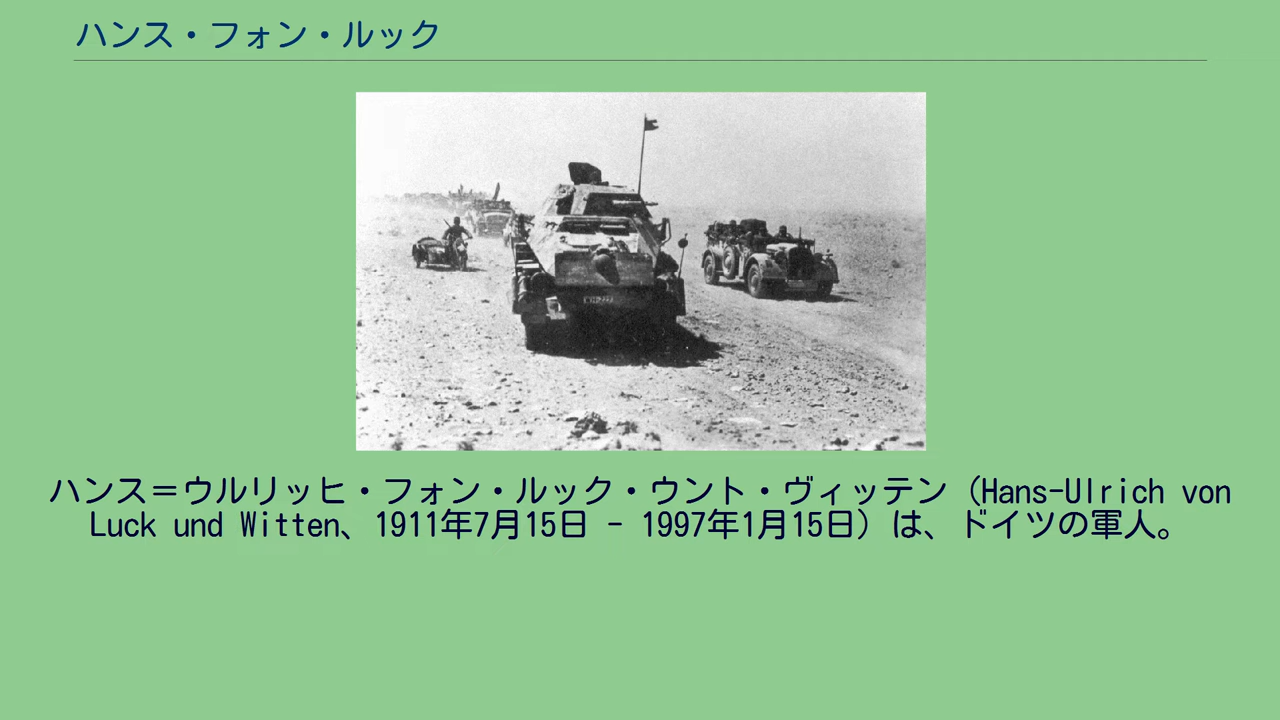 ハンス・フォン・ルック
WH-227
ハンス＝ウルリッヒ・フォン・ルック・ウント・ヴィッテン（Hans-Ulrich von
Luck und Witten、1911年7月15日 - 1997年1月15日）は、ドイツの軍人。